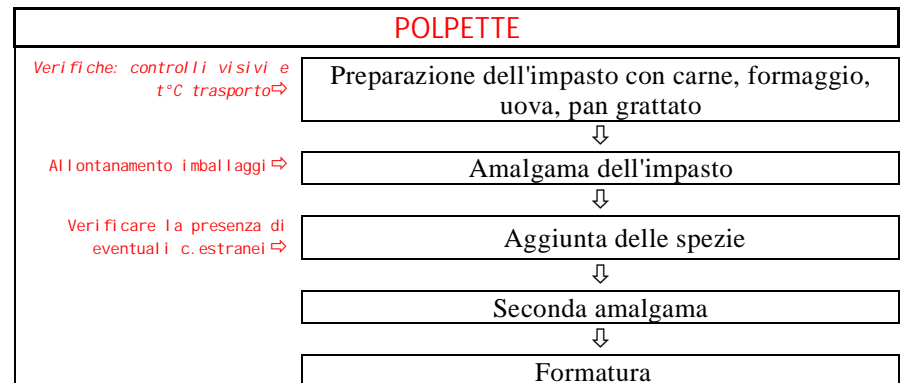 POLPETTE
Verifiche: controlli visivi e
t°C trasporto⇨
Preparazione dell'impasto con carne, formaggio,
uova, pan grattato
⇩
Allontanamento imballaggi⇨
Amalgama dell'impasto
⇩
Verificare la presenza di
eventuali c.estranei⇨
Aggiunta delle spezie
⇩
Seconda amalgama
⇩
Formatura